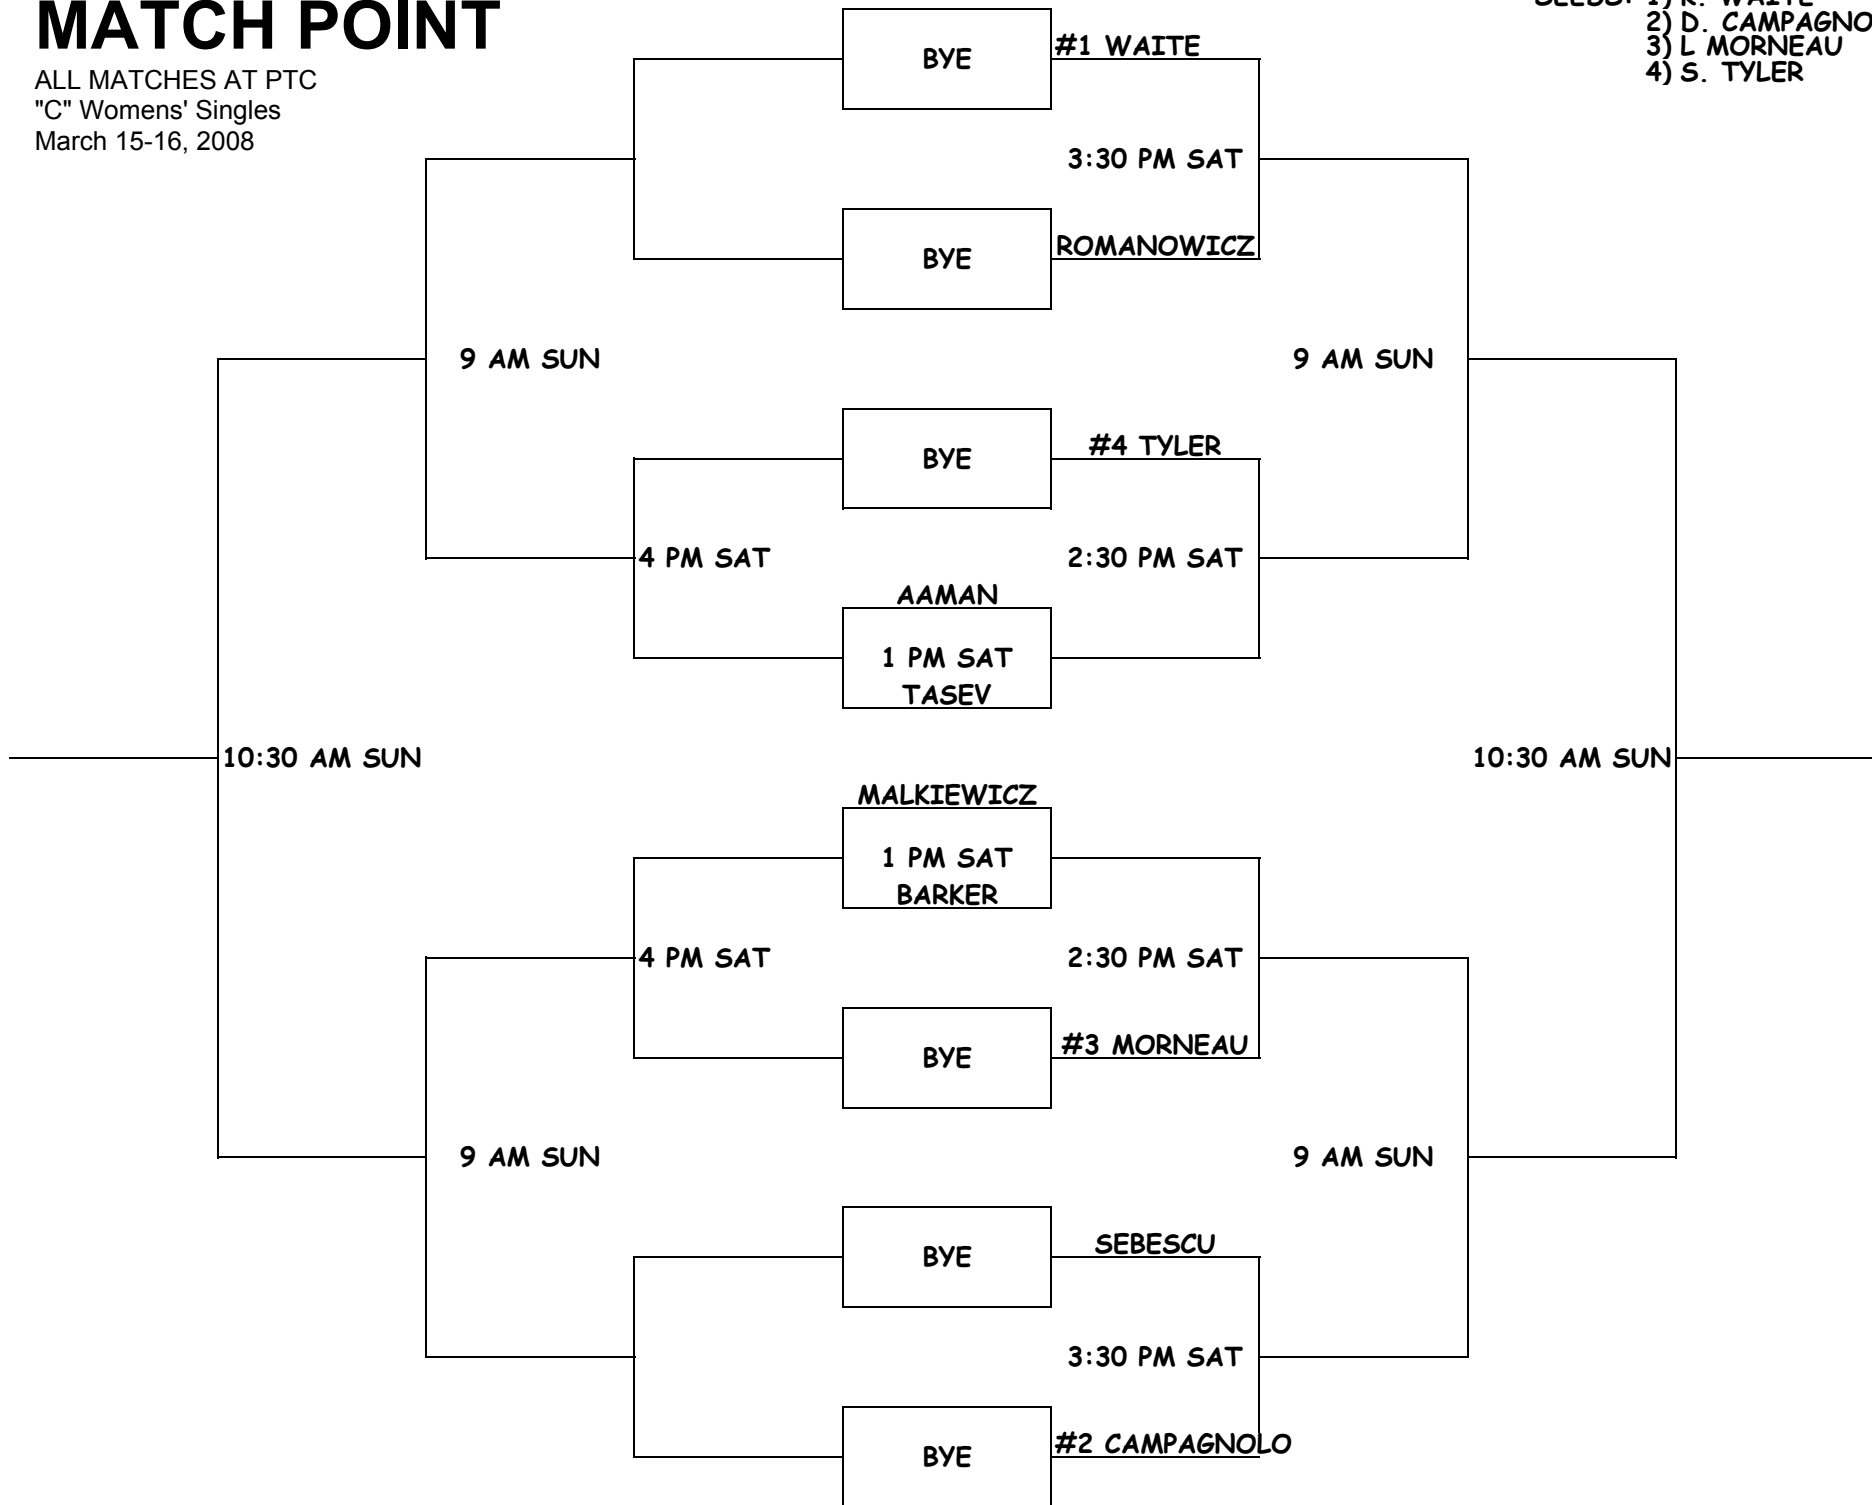 MATCH POINT
ALL MATCHES AT PTC
"C" Womens' Singles
March 15-16, 2008
SEEDS: 1) R. WAITE
2) D. CAMPAGNO
3) L MORNEAU
4) S. TYLER
BYE
#1 WAITE
3:30 PM SAT
BYE
ROMANOWICZ
9 AM SUN
9 AM SUN
BYE
#4 TYLER
4 PM SAT
2:30 PM SAT
AAMAN
1 PM SAT
TASEV
10:30 AM SUN
10:30 AM SUN
MALKIEWICZ
1 PM SAT
BARKER
4 PM SAT
2:30 PM SAT
BYE
#3 MORNEAU
9 AM SUN
9 AM SUN
BYE
SEBESCU
3:30 PM SAT
BYE
#2 CAMPAGNOLO